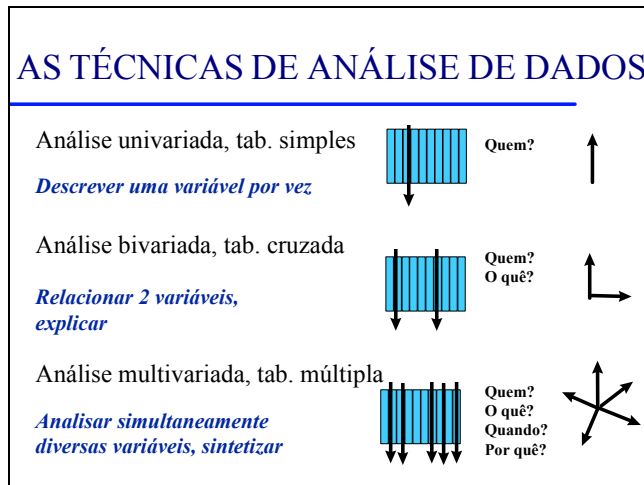 AS TÉCNICAS DE ANÁLISE DE DADOS
Análise univariada, tab. simples
Quem?
Descrever uma variável por vez
Análise bivariada, tab. cruzada
Quem?
O quê?
Relacionar 2 variáveis,
explicar
Análise multivariada, tab. múltipla
Quem?
O quê?
Quando?
Por quê?
Analisar simultaneamente
diversas variáveis, sintetizar